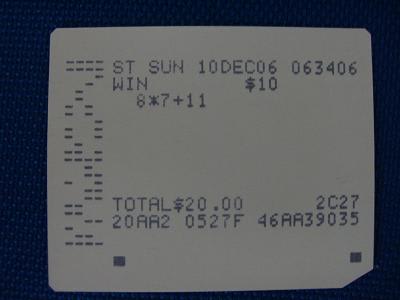 ST SUN 10DEC06 063406
WIN $10
8*7+11
TOTAL$20.00 2C27
20AA2 0527F 46AA39035